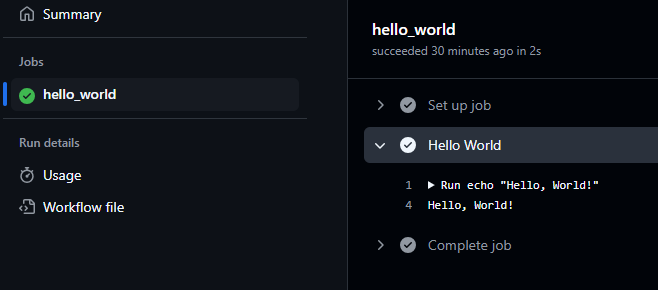 Summary
Jobs
hello_world
Run details
Usage
Workflow file
hello_world
succeeded 30 minutes ago in 2s
Set up job
Hello World
1 Run echo "Hello, World!"
4 Hello, World!
Complete job